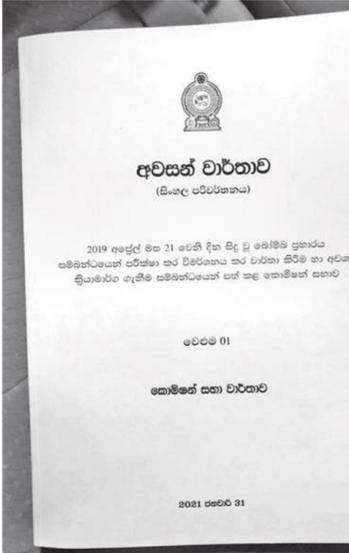 අවසන් වාර්තාව
(සිංහල පරිවර්තනය)
2019 අප්‍රේල් මස 21 වෙනි දින සිදු වූ බෝම්බ ප්‍රහාරය
සම්බන්ධයෙන් පරීක්ෂා කර විමර්ශනය කර වාර්තා කිරීම හා අවශ
ක්‍රියාමාර්ග ගැනීම සම්බන්ධයෙන් පත් කළ කොමිෂන් සභාව
වෙළුම 01
කොමිෂන් සභා වාර්තාව
2021 ජනවාරි 31